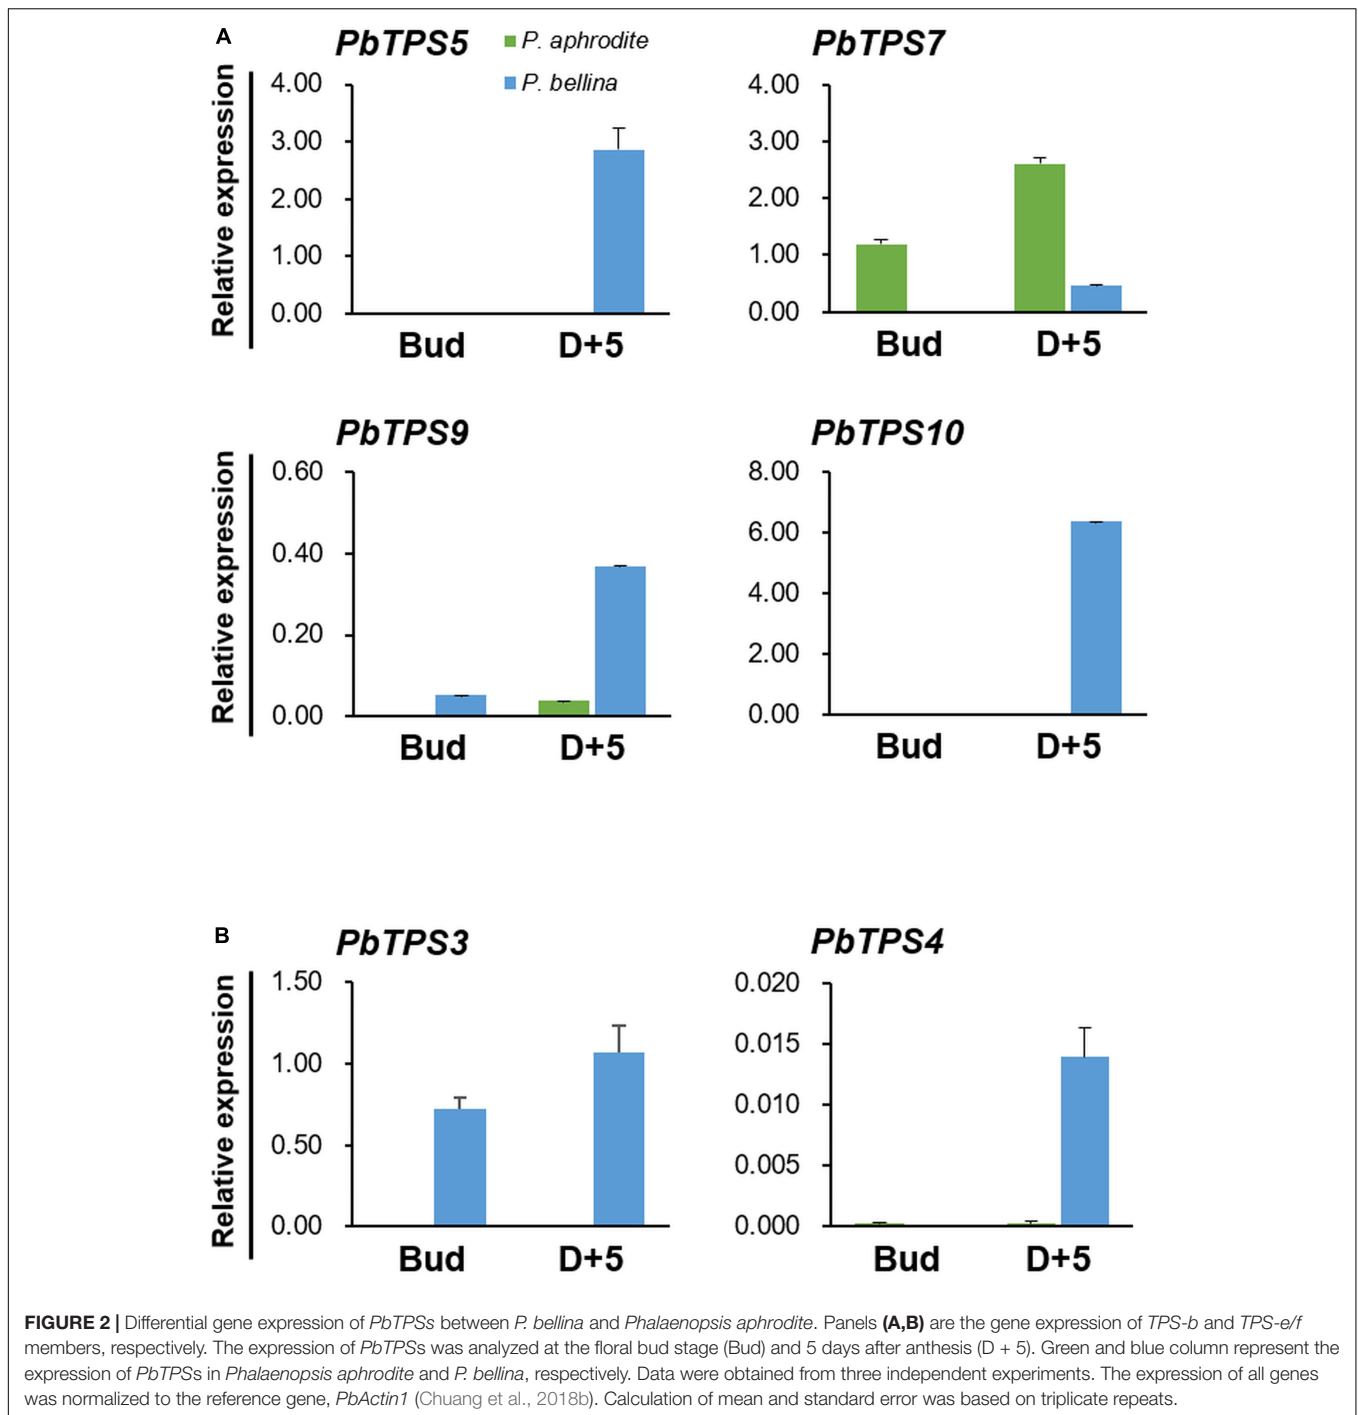 A
PbTPS5
P. aphrodite
P. bellina
PbTPS7
Relative expression
4.00
3.00
2.00
1.00
0.00
Bud D+5
4.00
3.00
2.00
1.00
0.00
Bud D+5
PbTPS9
PbTPS10
Relative expression
0.60
0.40
0.20
0.00
Bud D+5
8.00
6.00
4.00
2.00
0.00
Bud D+5
B
PbTPS3
PbTPS4
Relative expression
1.50
1.00
0.50
0.00
Bud D+5
0.020
0.015
0.010
0.005
0.000
Bud D+5
FIGURE 2 | Differential gene expression of PbTPSs between P. bellina and Phalaenopsis aphrodite. Panels (A,B) are the gene expression of TPS-b and TPS-e/f
members, respectively. The expression of PbTPSs was analyzed at the floral bud stage (Bud) and 5 days after anthesis (D + 5). Green and blue column represent the
expression of PbTPSs in Phalaenopsis aphrodite and P. bellina, respectively. Data were obtained from three independent experiments. The expression of all genes
was normalized to the reference gene, PbActin1 (Chuang et al., 2018b). Calculation of mean and standard error was based on triplicate repeats.